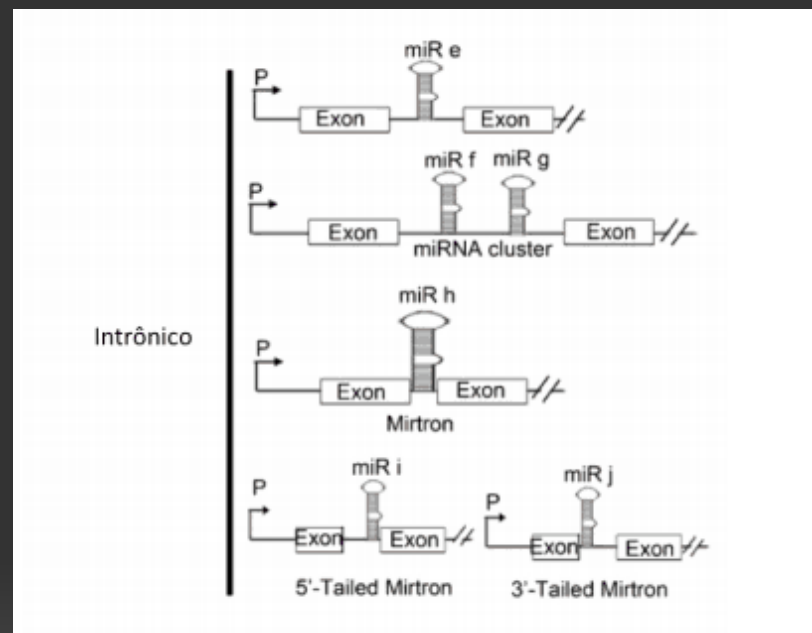 miR e
P
Exon
Exon
miR f
miR g
P
Exon
Exon
miRNA cluster
Intrônico
miR h
P
Exon
Exon
Mirtron
miR i
P
Exon
Exon
5'-Tailed Mirtron
miR j
P
Exon
Exon
3'-Tailed Mirtron